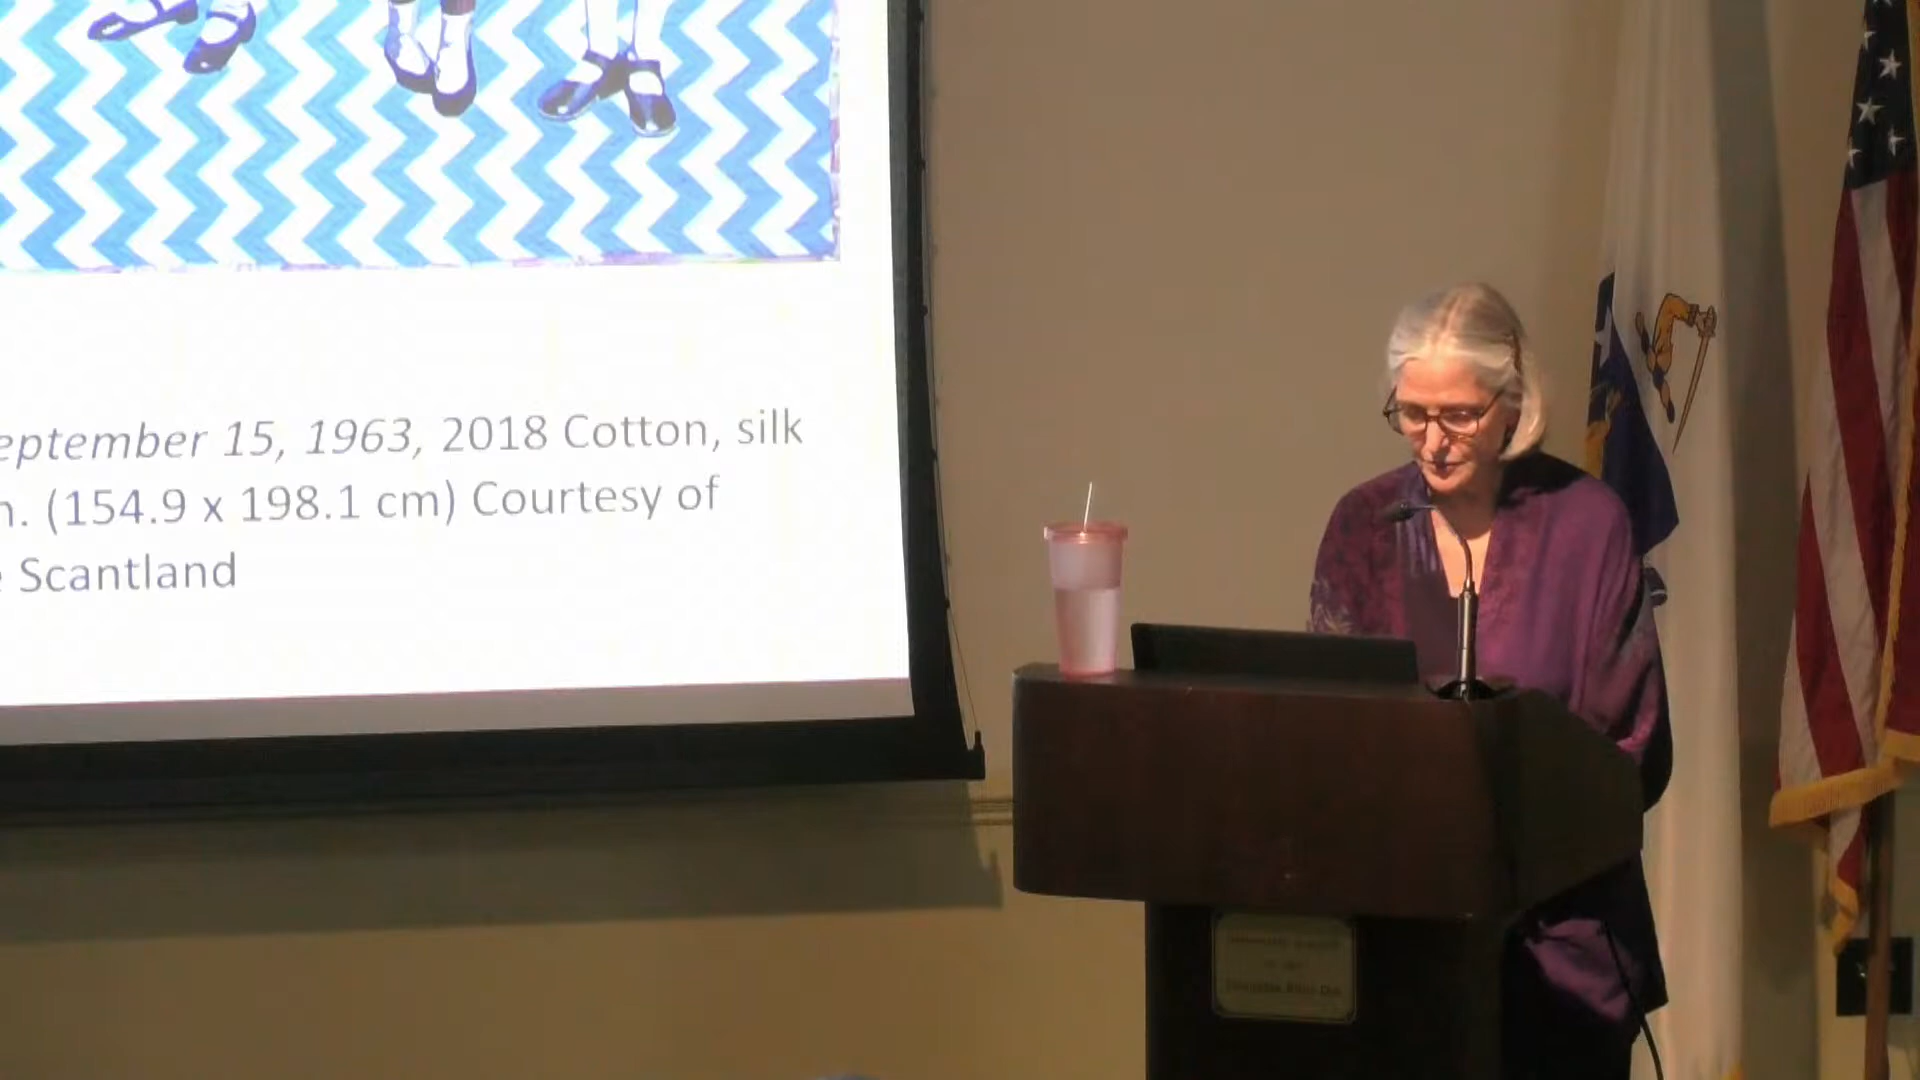 eptember 15, 1963, 2018 Cotton, silk
n. (154.9 x 198.1 cm) Courtesy of
e Scantland